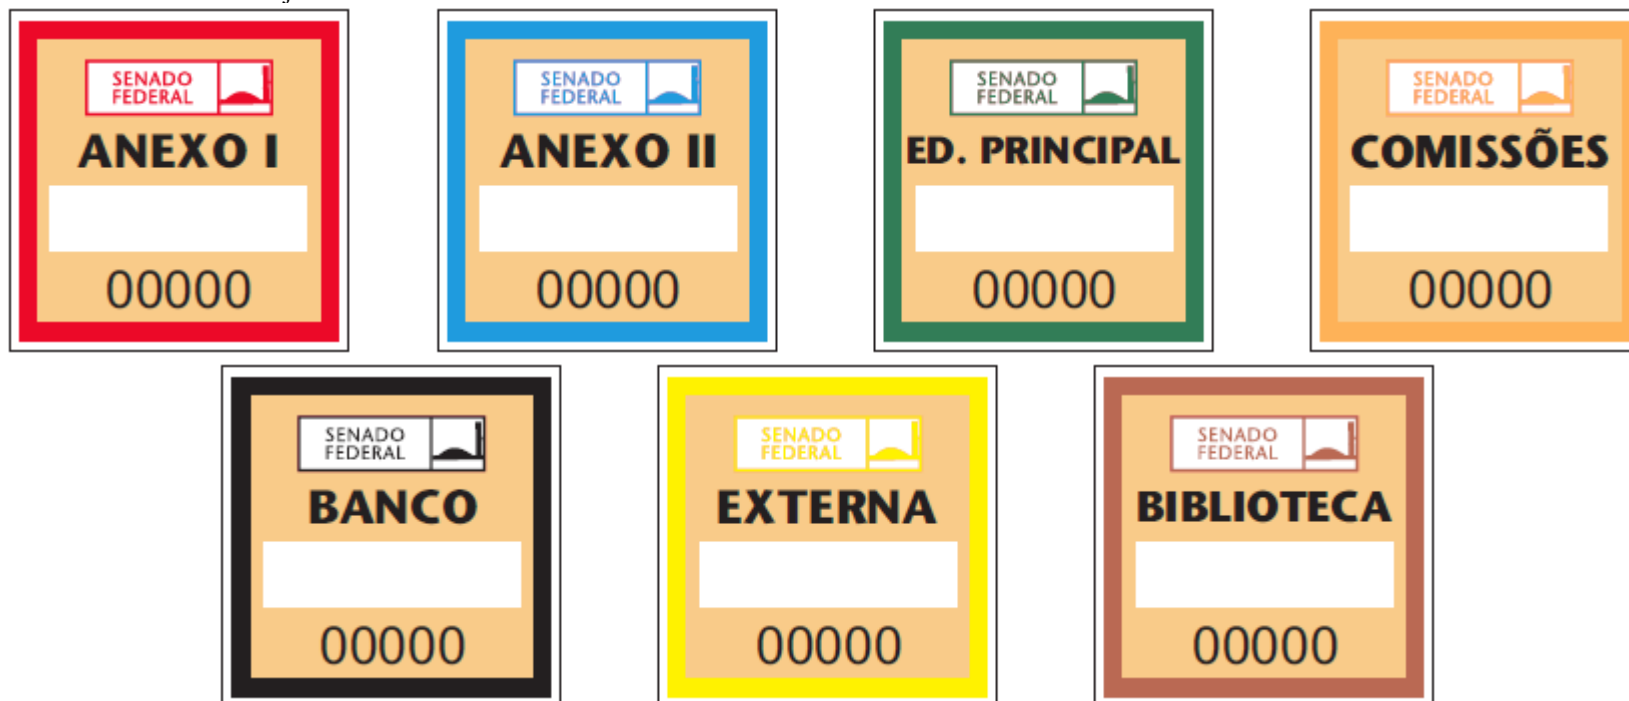 SENADO
FEDERAL
ANEXO I
00000
SENADO
FEDERAL
ANEXO II
00000
SENADO
FEDERAL
ED. PRINCIPAL
00000
SENADO
FEDERAL
COMISSÕES
00000
SENADO
FEDERAL
BANCO
00000
SENADO
FEDERAL
EXTERNA
00000
SENADO
FEDERAL
BIBLIOTECA
00000